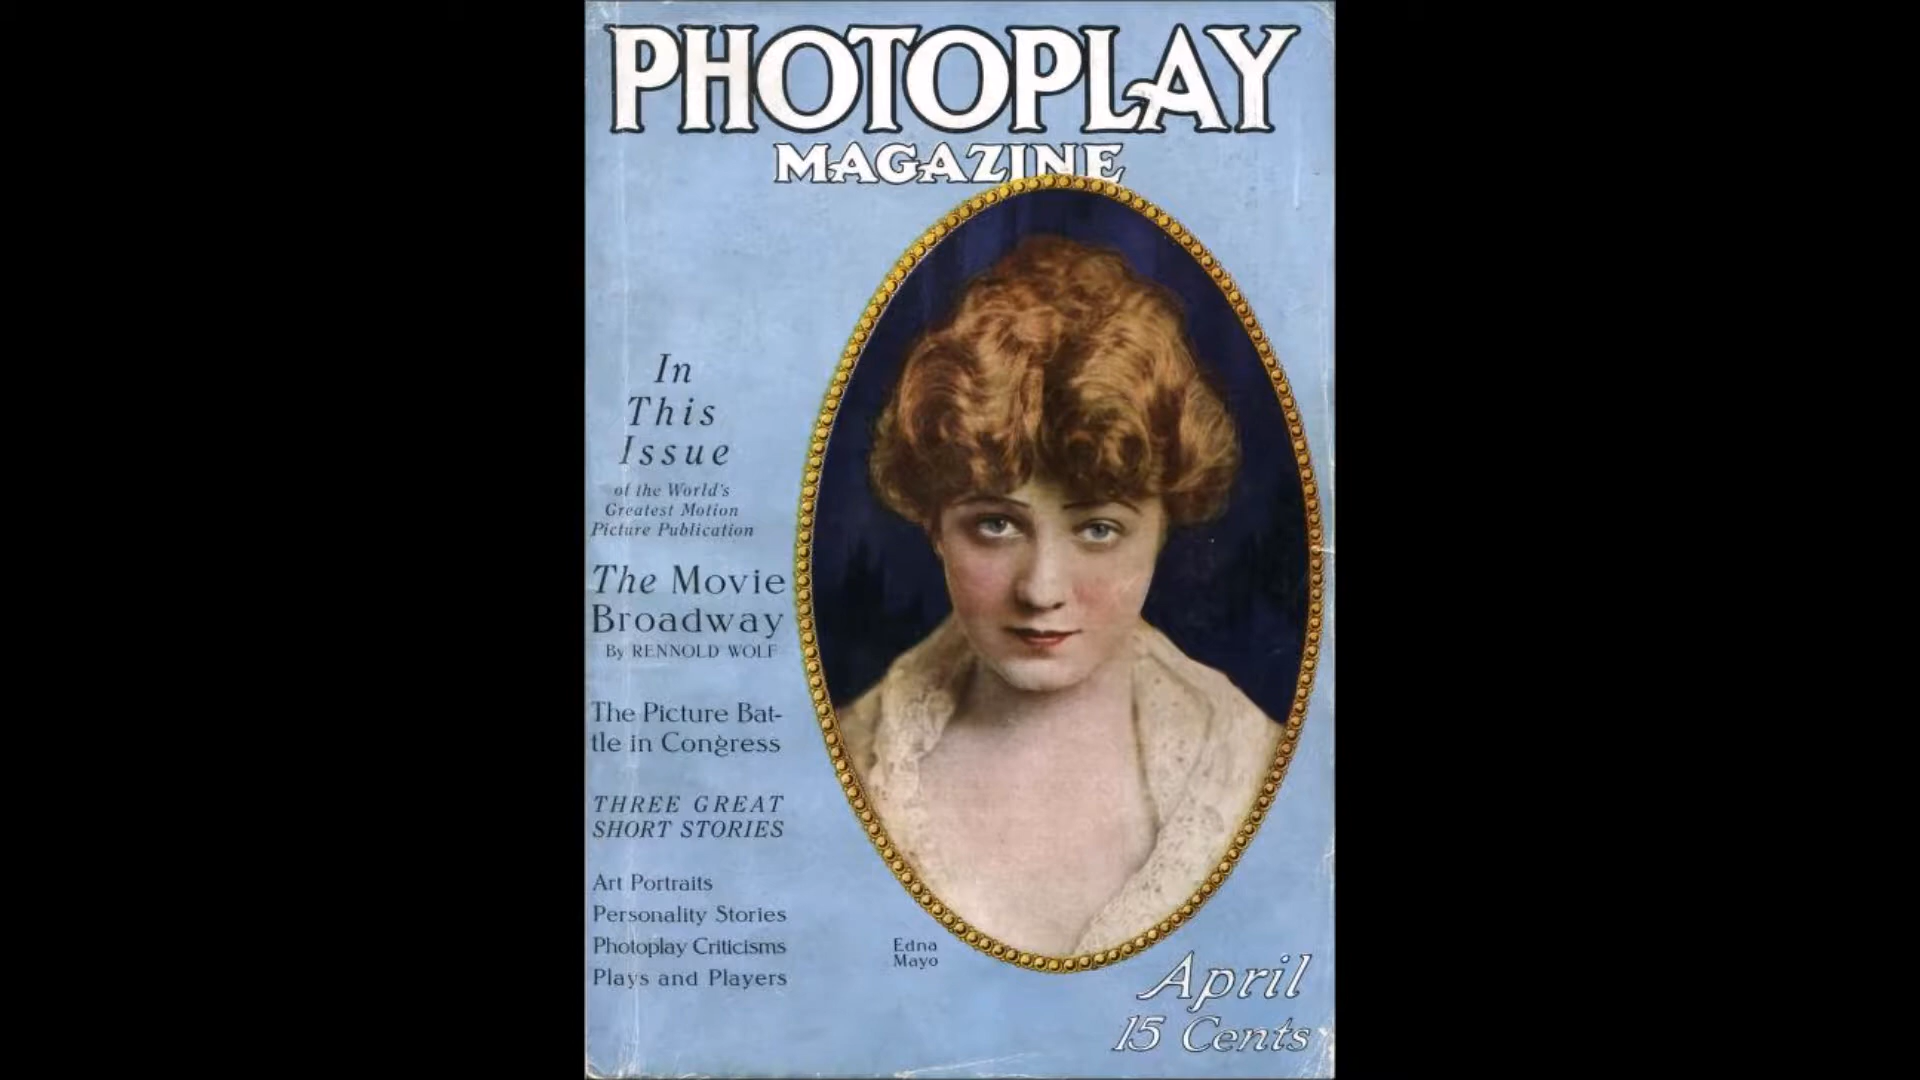 PHOTOPLAY
MAGAZINE
In
This
Issue
of the World's
Greatest Motion
Picture Publication
The Movie
Broadway
By RENNOLD WOLF
The Picture Bat-
tle in Congress
THREE GREAT
SHORT STORIES
Art Portraits
Personality Stories
Photoplay Criticisms
Plays and Players
Edna
Mayo
April
15 Cents